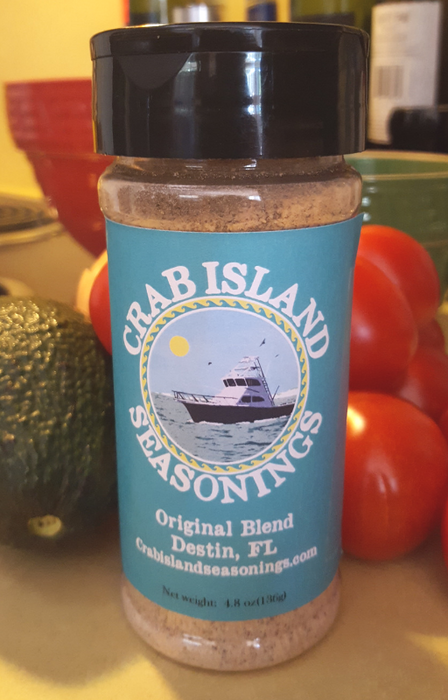 CRAB ISLAND
SEASONINGS
Original Blend
Destin, FL
Crabislandseasonings.com
Net weight: 4.8 oz(136g)